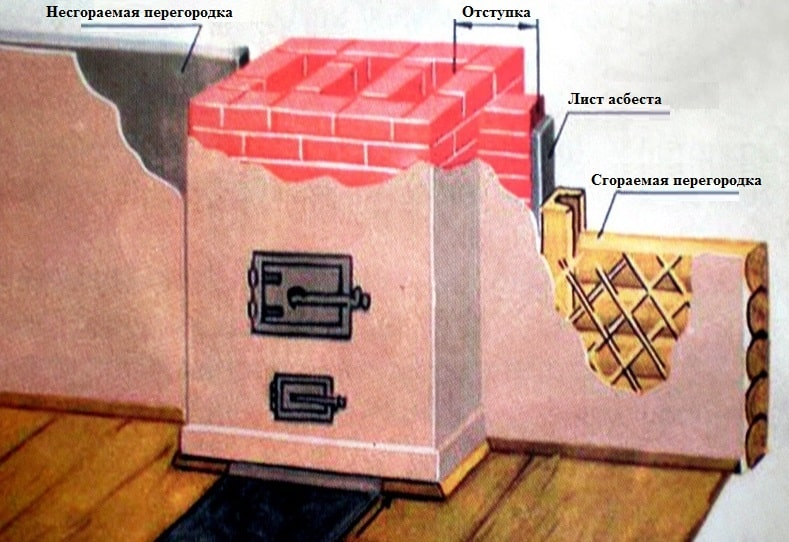 Несгораемая перегородка
Отступка
Лист асбеста
Сгораемая перегородка